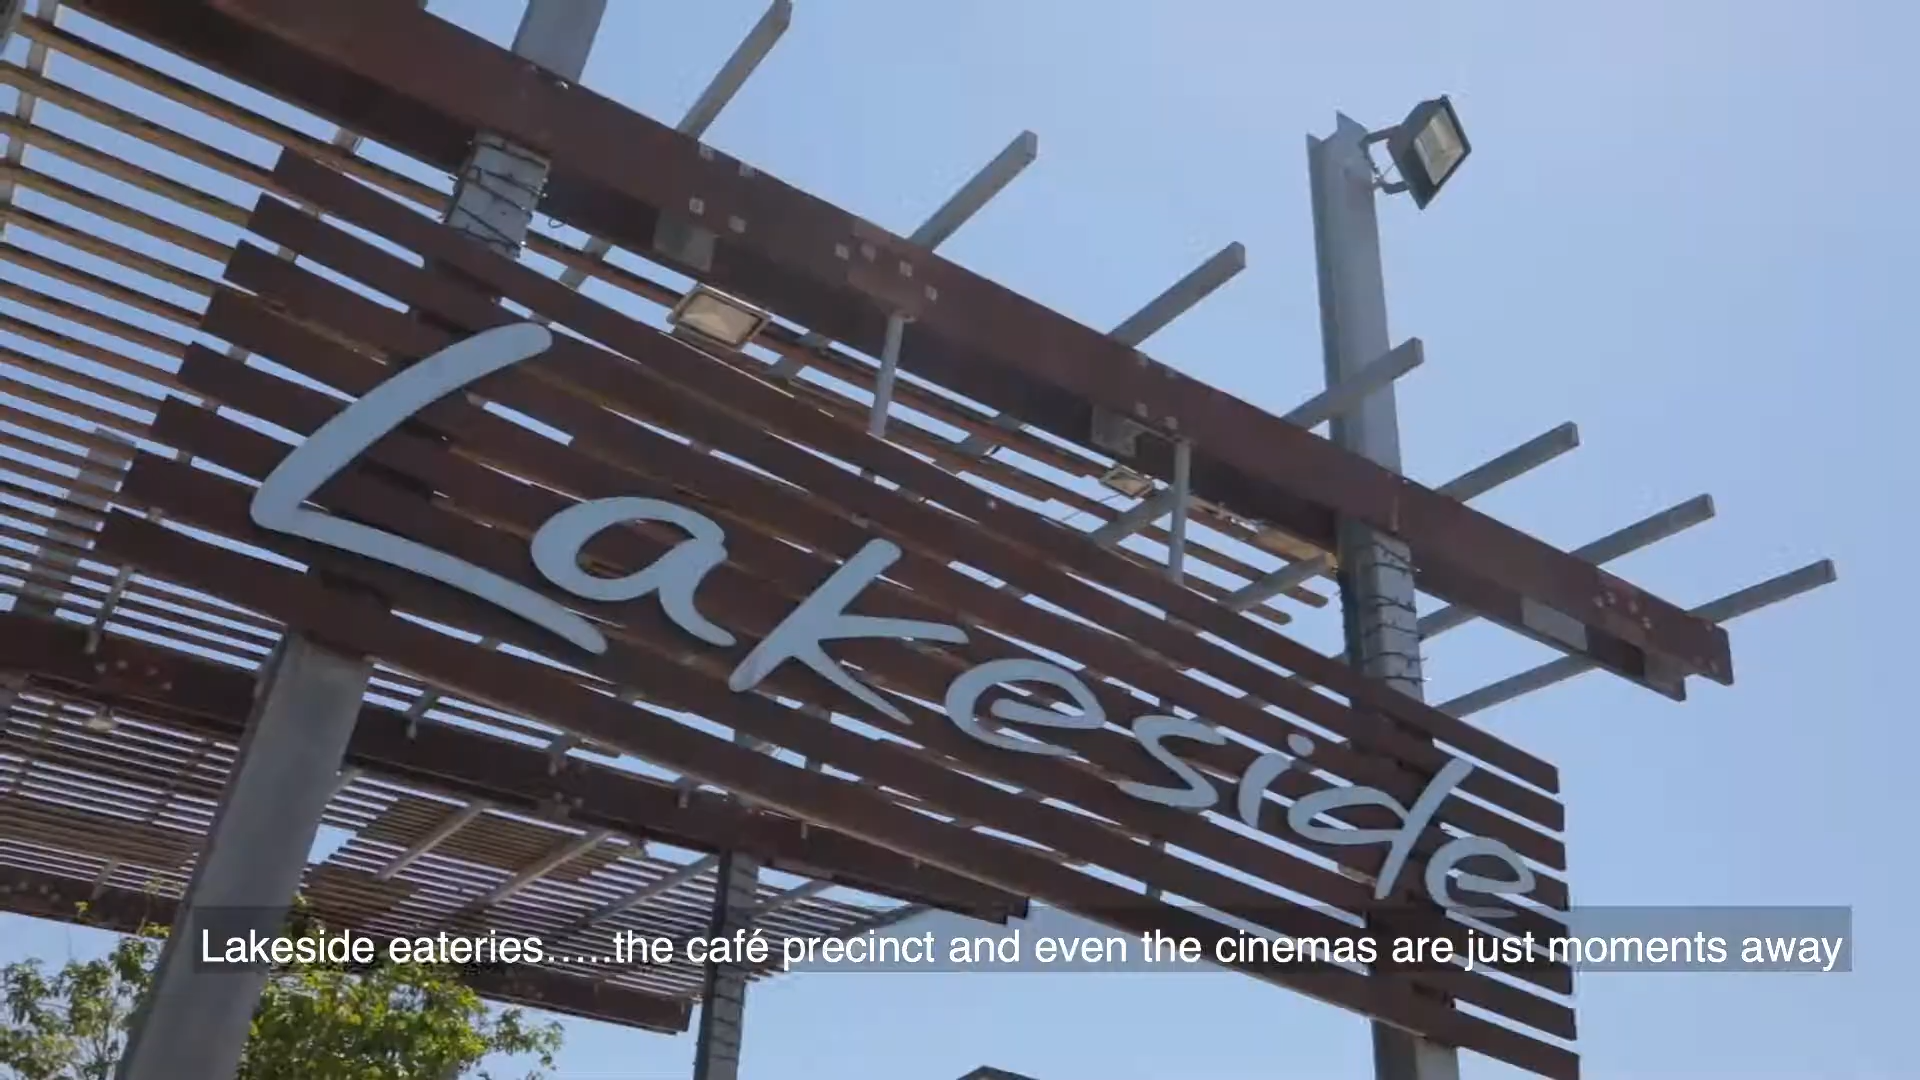 Lakeside
Lakeside eateries…..the café precinct and even the cinemas are just moments away